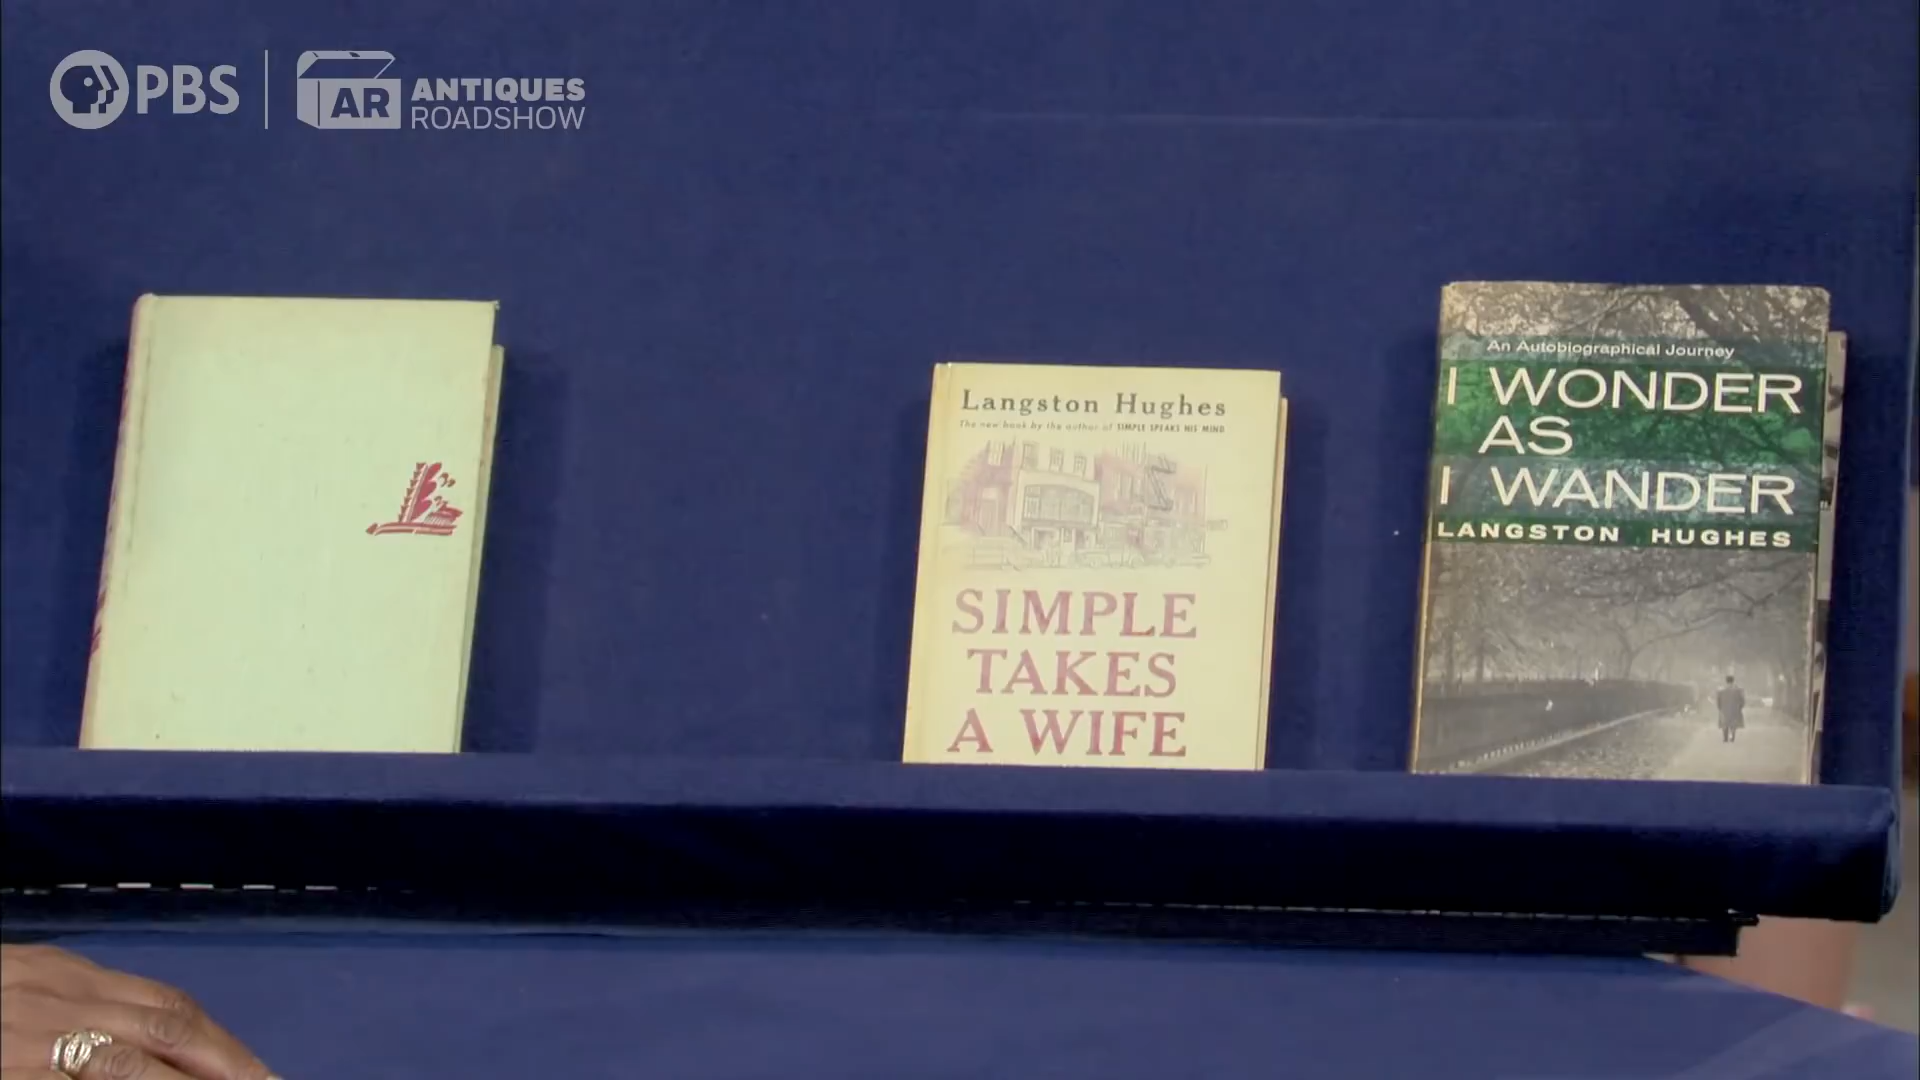 PBS
AR
ANTIQUES
ROADSHOW
Langston Hughes
The new book by the author of SIMPLE SPEAKS HIS MIND
SIMPLE
TAKES
A WIFE
An Autobiographical Journey
I WONDER
AS
I WANDER
LANGSTON HUGHES